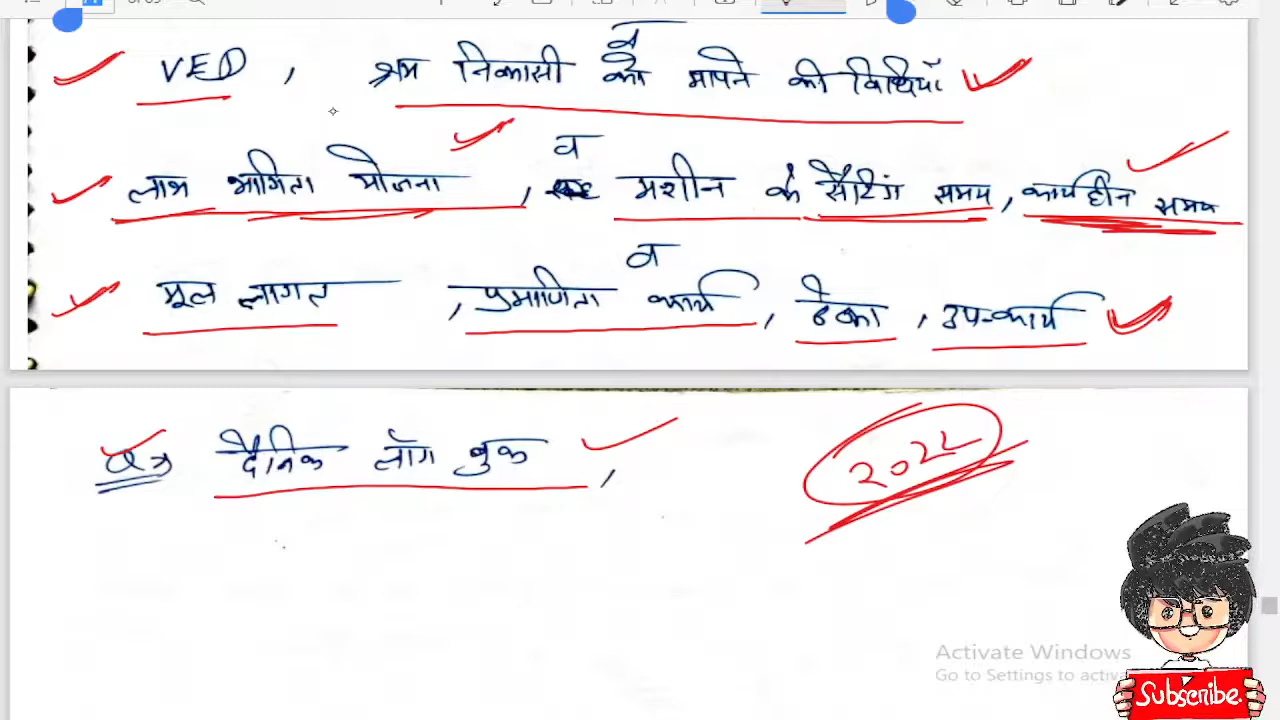 VED, श्रम निकासी व को मापने की विधियाँ
लाभ भागिता योजना, व मशीन के सैटिंग समय, कार्यहीन समय
मूल लागत, प्रमाणिता व कार्य, ठेका, उप-कार्य
दैनिक लॉग बुक,
2022
Activate Windows
Go to Settings to activa
Subscribe.